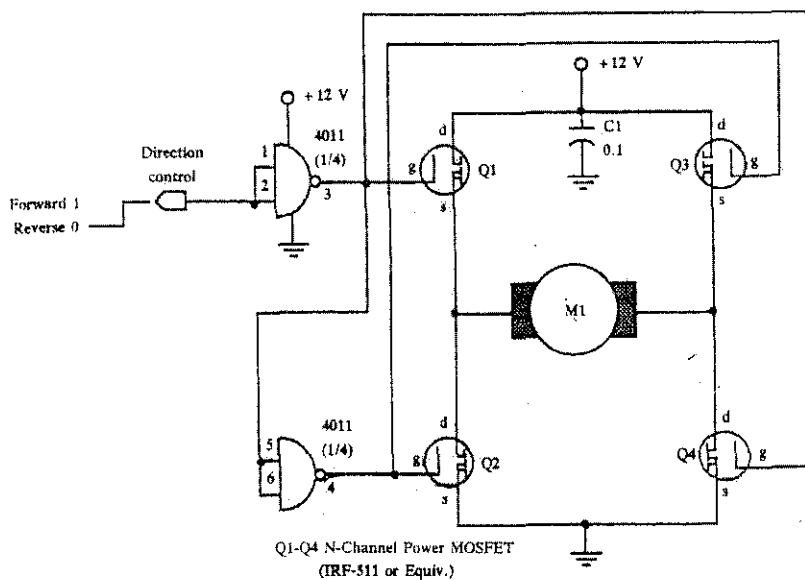 +12 V
+12 V
4011
(1/4)
Direction
control
Forward 1
Reverse 0
1
2
3
d
g
Q1
s
C1
0.1
d
Q3
g
s
M1
4011
(1/4)
5
6
4
d
g
Q2
s
d
Q4
g
s
Q1-Q4 N-Channel Power MOSFET
(IRF-511 or Equiv.)